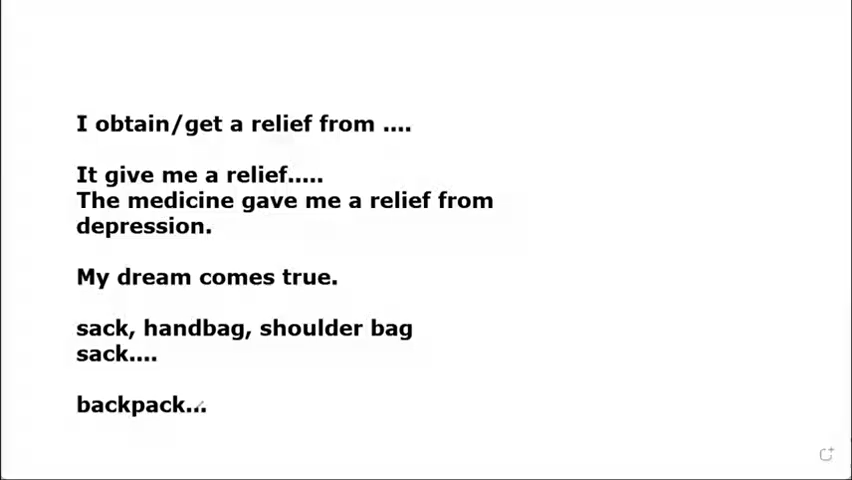 I obtain/get a relief from ....
It give me a relief.....
The medicine gave me a relief from
depression.
My dream comes true.
sack, handbag, shoulder bag
sack....
backpack...